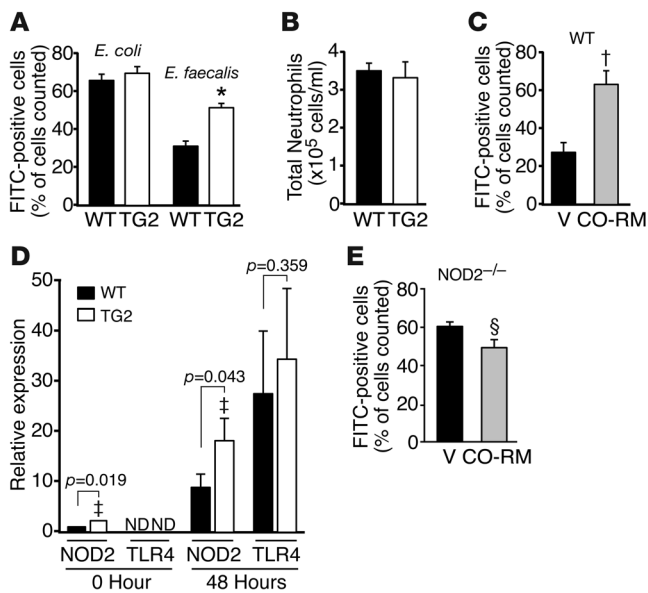 A
FITC-positive cells
(% of cells counted)
80
60
40
20
0
E. coli
E. faecalis
*
WT TG2 WT TG2
B
Total Neutrophils
(x10⁵ cells/ml)
4
3
2
1
0
WT TG2
C
WT
FITC-positive cells
(% of cells counted)
80
60
40
20
0
†
V CO-RM
D
Relative expression
50
40
30
20
10
0
WT
TG2
p=0.019
‡
ND ND
p=0.043
‡
p=0.359
NOD2 TLR4 NOD2 TLR4
0 Hour 48 Hours
E
NOD2–/–
FITC-positive cells
(% of cells counted)
80
60
40
20
0
§
V CO-RM